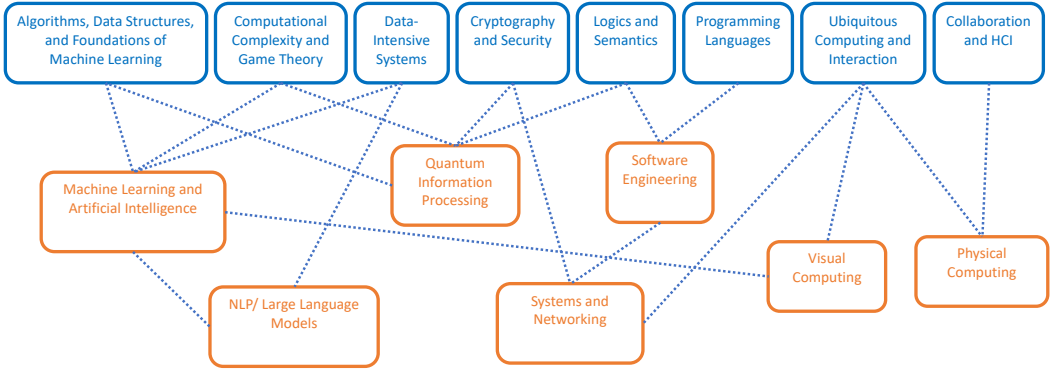 Algorithms, Data Structures,
and Foundations of
Machine Learning
Computational
Complexity and
Game Theory
Data-
Intensive
Systems
Cryptography
and Security
Logics and
Semantics
Programming
Languages
Ubiquitous
Computing and
Interaction
Collaboration
and HCI
Machine Learning and
Artificial Intelligence
Quantum
Information
Processing
Software
Engineering
Visual
Computing
Physical
Computing
NLP/ Large Language
Models
Systems and
Networking